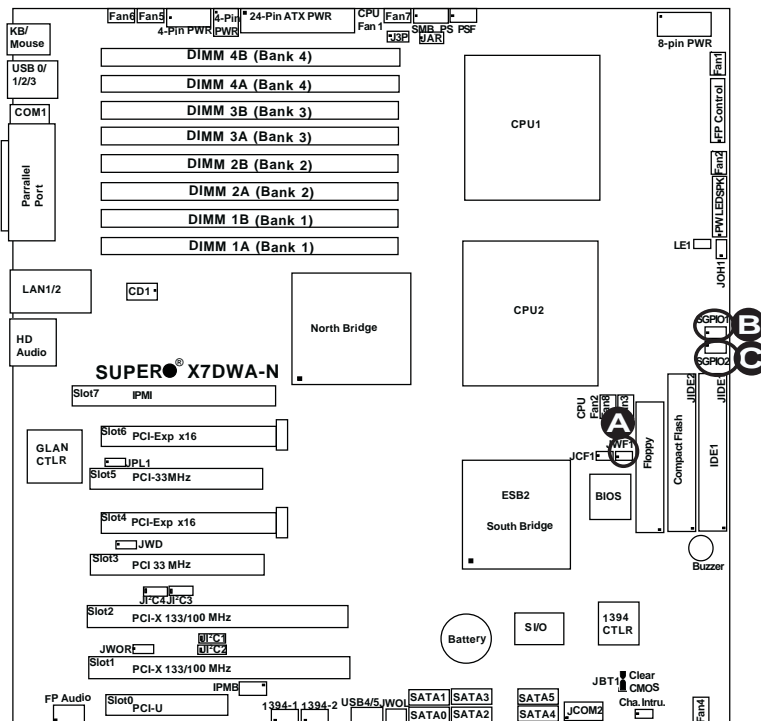 Fan6 Fan5
4-Pin PWR
4-Pin
PWR
24-Pin ATX PWR
CPU
Fan 1
Fan7
SMB PS PSF
J3P
JAR
8-pin PWR
KB/
Mouse
USB 0/
1/2/3
COM1
Parrallel
Port
LAN1/2
HD
Audio
DIMM 4B (Bank 4)
DIMM 4A (Bank 4)
DIMM 3B (Bank 3)
DIMM 3A (Bank 3)
DIMM 2B (Bank 2)
DIMM 2A (Bank 2)
DIMM 1B (Bank 1)
DIMM 1A (Bank 1)
CPU1
CPU2
Fan1
FP Control
Fan2
PWLEDSPK
LE1
JOH1
CD1
North Bridge
SGPIO1
B
SGPIO2
C
SUPER® X7DWA-N
Slot7 IPMI
Slot6 PCI-Exp x16
GLAN
CTLR
JPL1
Slot5 PCI-33MHz
Slot4 PCI-Exp x16
JWD
Slot3 PCI 33 MHz
JI²C4 JI²C3
Slot2 PCI-X 133/100 MHz
JI²C1
JI²C2
JWOR
Slot1 PCI-X 133/100 MHz
IPMB
Slot0
PCI-U
FP Audio
CPU
Fan2
Fan8
Fan3
A
JWF1
JCF1
BIOS
Floppy
Compact Flash
JIDE2
IDE1
JIDE
ESB2
South Bridge
Buzzer
Battery
SI/O
1394
CTLR
JBT1
Clear
CMOS
Cha. Intru.
1394-1 1394-2
USB4/5
JWOL
SATA1 SATA3
SATA0 SATA2
SATA5
SATA4
JCOM2
Fan4